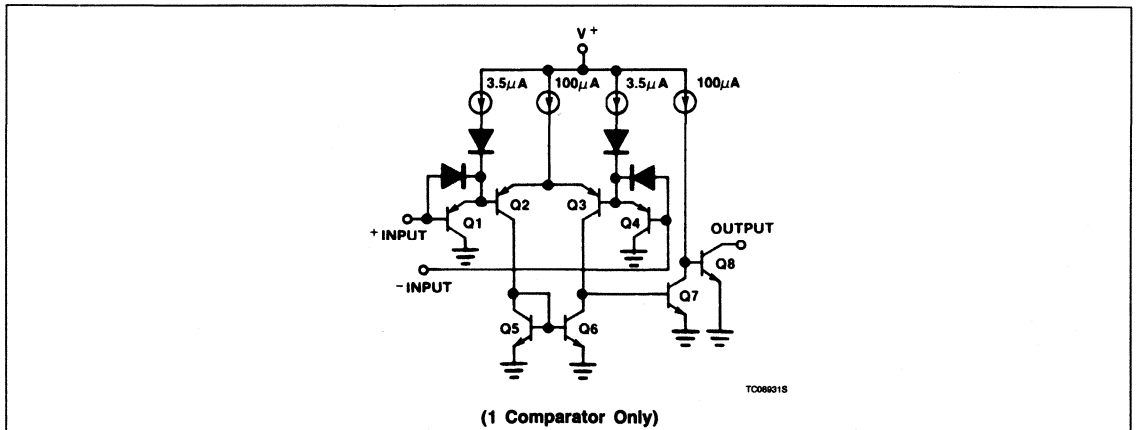 V+
3.5μA 100μA 3.5μA 100μA
Q2 Q3
Q1 Q4
+INPUT
OUTPUT
Q8
−INPUT
Q7
Q5 Q6
TC08931S
(1 Comparator Only)